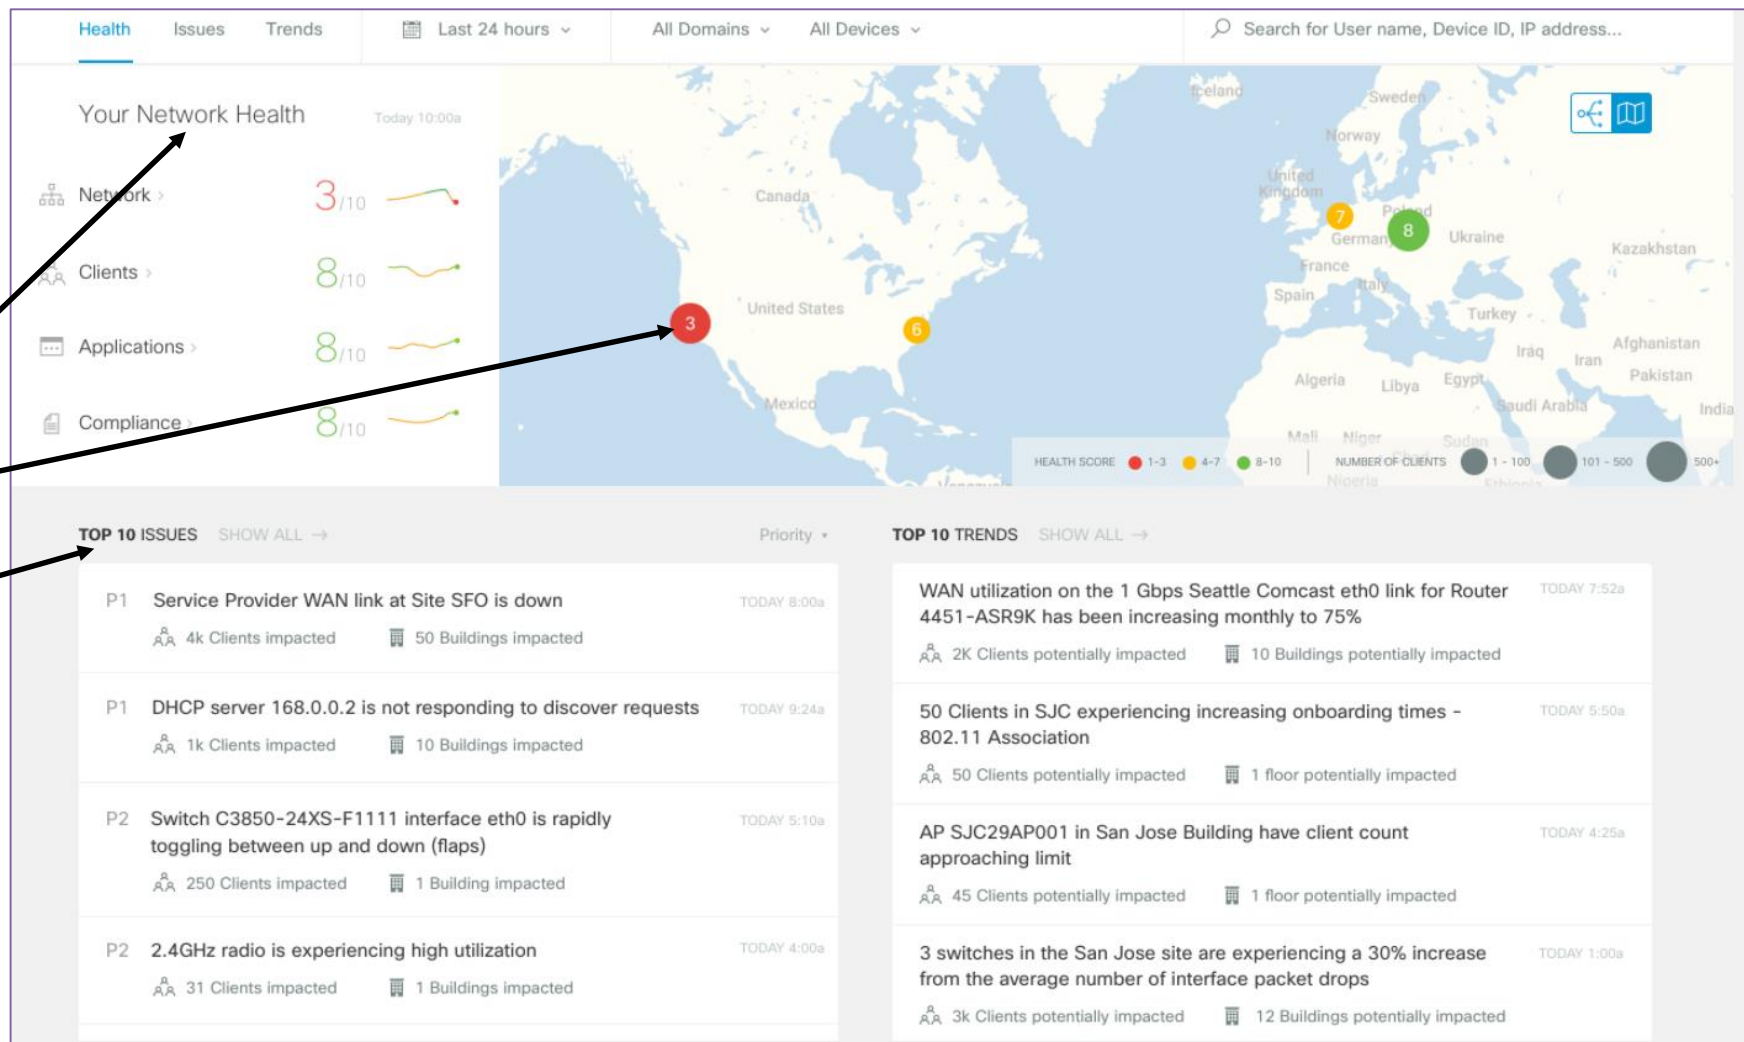 Health Issues Trends Last 24 hours All Domains All Devices Search for User name, Device ID, IP address...
Your Network Health Today 10:00a
Network 3/10
Clients 8/10
Applications 8/10
Compliance 8/10
Iceland
Sweden
Norway
United
Kingdom
Canada
7
Poland
8
Germany
Ukraine
Kazakhstan
France
Italy
Spain
United States
Turkey
3
6
Iraq
Iran
Afghanistan
Pakistan
Algeria
Libya
Egypt
Mexico
Saudi Arabia
India
Mali
Niger
Sudan
HEALTH SCORE 1-3 4-7 8-10 NUMBER OF CLIENTS 1 - 100 101 - 500 500+
Nigeria
Ethiopia
Venezuela
TOP 10 ISSUES SHOW ALL → Priority
P1 Service Provider WAN link at Site SFO is down TODAY 8:00a
4k Clients impacted 50 Buildings impacted
P1 DHCP server 168.0.0.2 is not responding to discover requests TODAY 9:24a
1k Clients impacted 10 Buildings impacted
P2 Switch C3850-24XS-F1111 interface eth0 is rapidly TODAY 5:10a
toggling between up and down (flaps)
250 Clients impacted 1 Building impacted
P2 2.4GHz radio is experiencing high utilization TODAY 4:00a
31 Clients impacted 1 Buildings impacted
TOP 10 TRENDS SHOW ALL →
WAN utilization on the 1 Gbps Seattle Comcast eth0 link for Router TODAY 7:52a
4451-ASR9K has been increasing monthly to 75%
2K Clients potentially impacted 10 Buildings potentially impacted
50 Clients in SJC experiencing increasing onboarding times - TODAY 5:50a
802.11 Association
50 Clients potentially impacted 1 floor potentially impacted
AP SJC29AP001 in San Jose Building have client count TODAY 4:25a
approaching limit
45 Clients potentially impacted 1 floor potentially impacted
3 switches in the San Jose site are experiencing a 30% increase TODAY 1:00a
from the average number of interface packet drops
3k Clients potentially impacted 12 Buildings potentially impacted